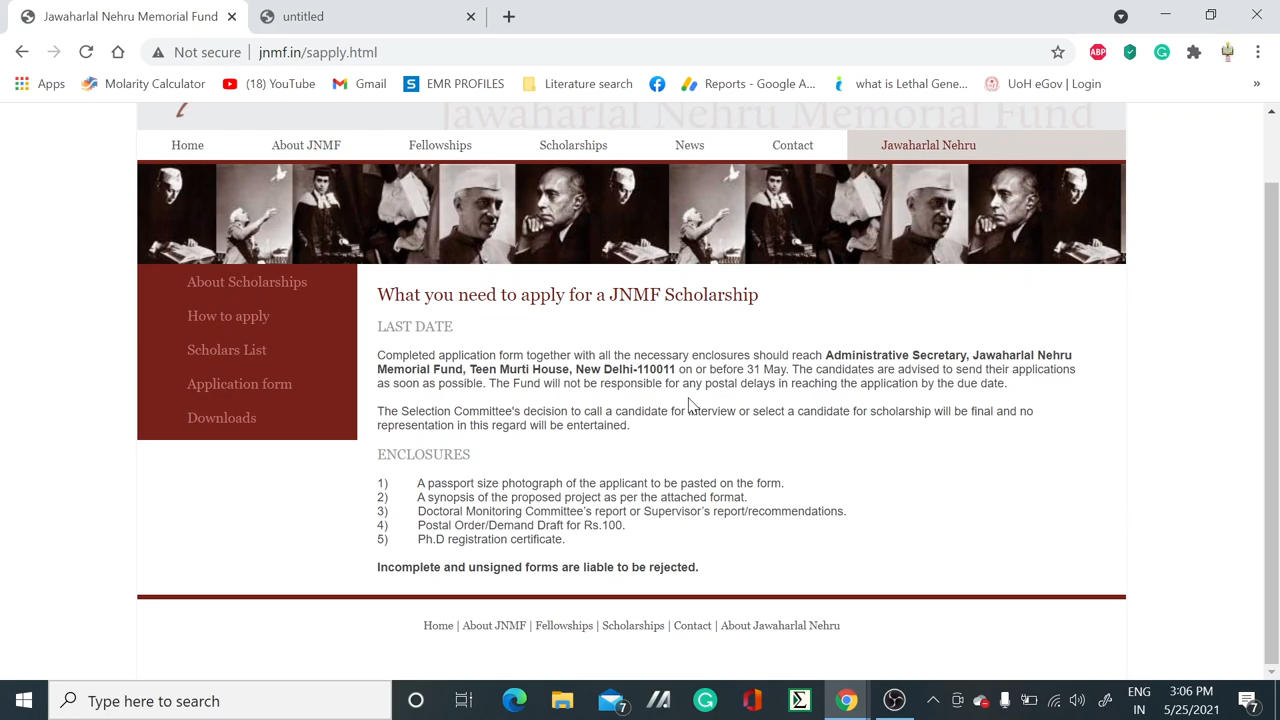 Jawaharlal Nehru Memorial Fund
untitled
Not secure
jnmf.in/sapply.html
ABP
Apps
Molarity Calculator
(18) YouTube
Gmail
S EMR PROFILES
Literature search
Reports - Google A...
what is Lethal Gene...
UoH eGov | Login
»
Jawaharlal Nehru Memorial Fund
Home
About JNMF
Fellowships
Scholarships
News
Contact
Jawaharlal Nehru
About Scholarships
How to apply
Scholars List
Application form
Downloads
What you need to apply for a JNMF Scholarship
LAST DATE
Completed application form together with all the necessary enclosures should reach Administrative Secretary, Jawaharlal Nehru
Memorial Fund, Teen Murti House, New Delhi-110011 on or before 31 May. The candidates are advised to send their applications
as soon as possible. The Fund will not be responsible for any postal delays in reaching the application by the due date.
The Selection Committee's decision to call a candidate for interview or select a candidate for scholarship will be final and no
representation in this regard will be entertained.
ENCLOSURES
1) A passport size photograph of the applicant to be pasted on the form.
2) A synopsis of the proposed project as per the attached format.
3) Doctoral Monitoring Committee's report or Supervisor's report/recommendations.
4) Postal Order/Demand Draft for Rs.100.
5) Ph.D registration certificate.
Incomplete and unsigned forms are liable to be rejected.
Home | About JNMF | Fellowships | Scholarships | Contact | About Jawaharlal Nehru
Type here to search
7
ENG
IN
3:06 PM
5/25/2021
7